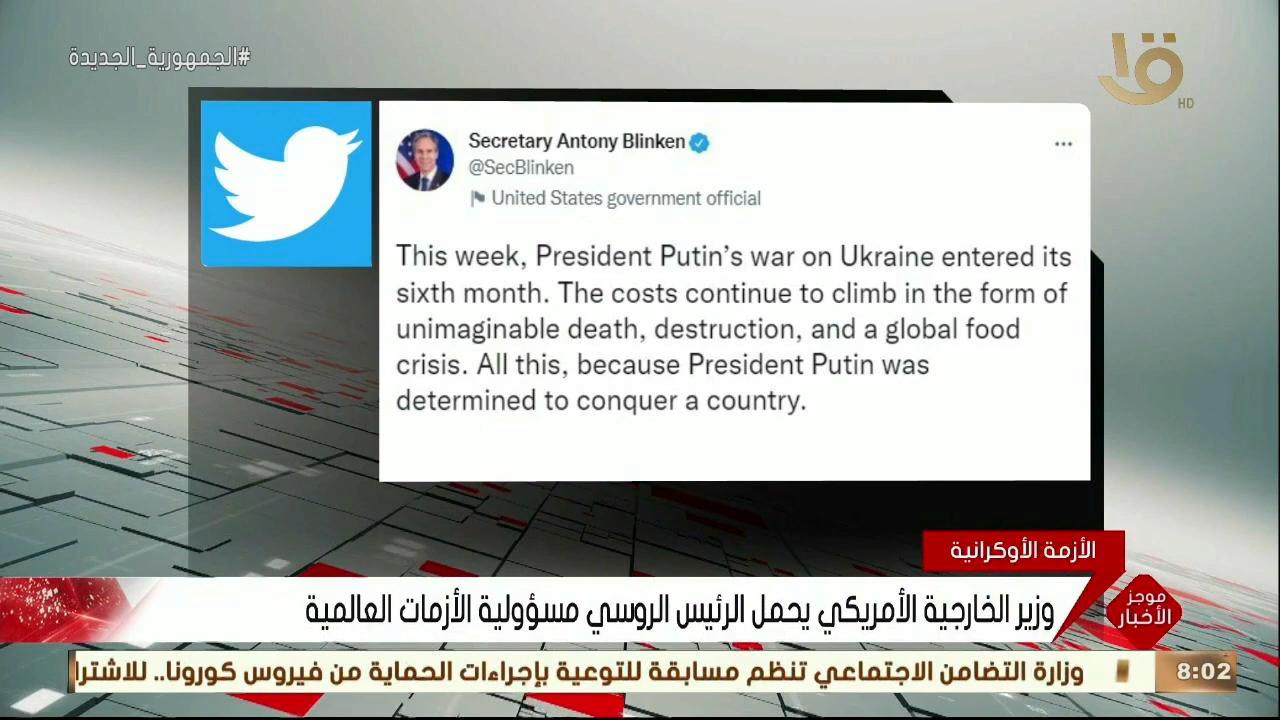 #الجمهورية_الجديدة
HD
Secretary Antony Blinken
@SecBlinken
United States government official
This week, President Putin’s war on Ukraine entered its
sixth month. The costs continue to climb in the form of
unimaginable death, destruction, and a global food
crisis. All this, because President Putin was
determined to conquer a country.
الأزمة الأوكرانية
موجز
الأخبار
وزير الخارجية الأمريكي يحمل الرئيس الروسي مسؤولية الأزمات العالمية
8:02
وزارة التضامن الاجتماعي تنظم مسابقة للتوعية بإجراءات الحماية من فيروس كورونا.. للاشترا